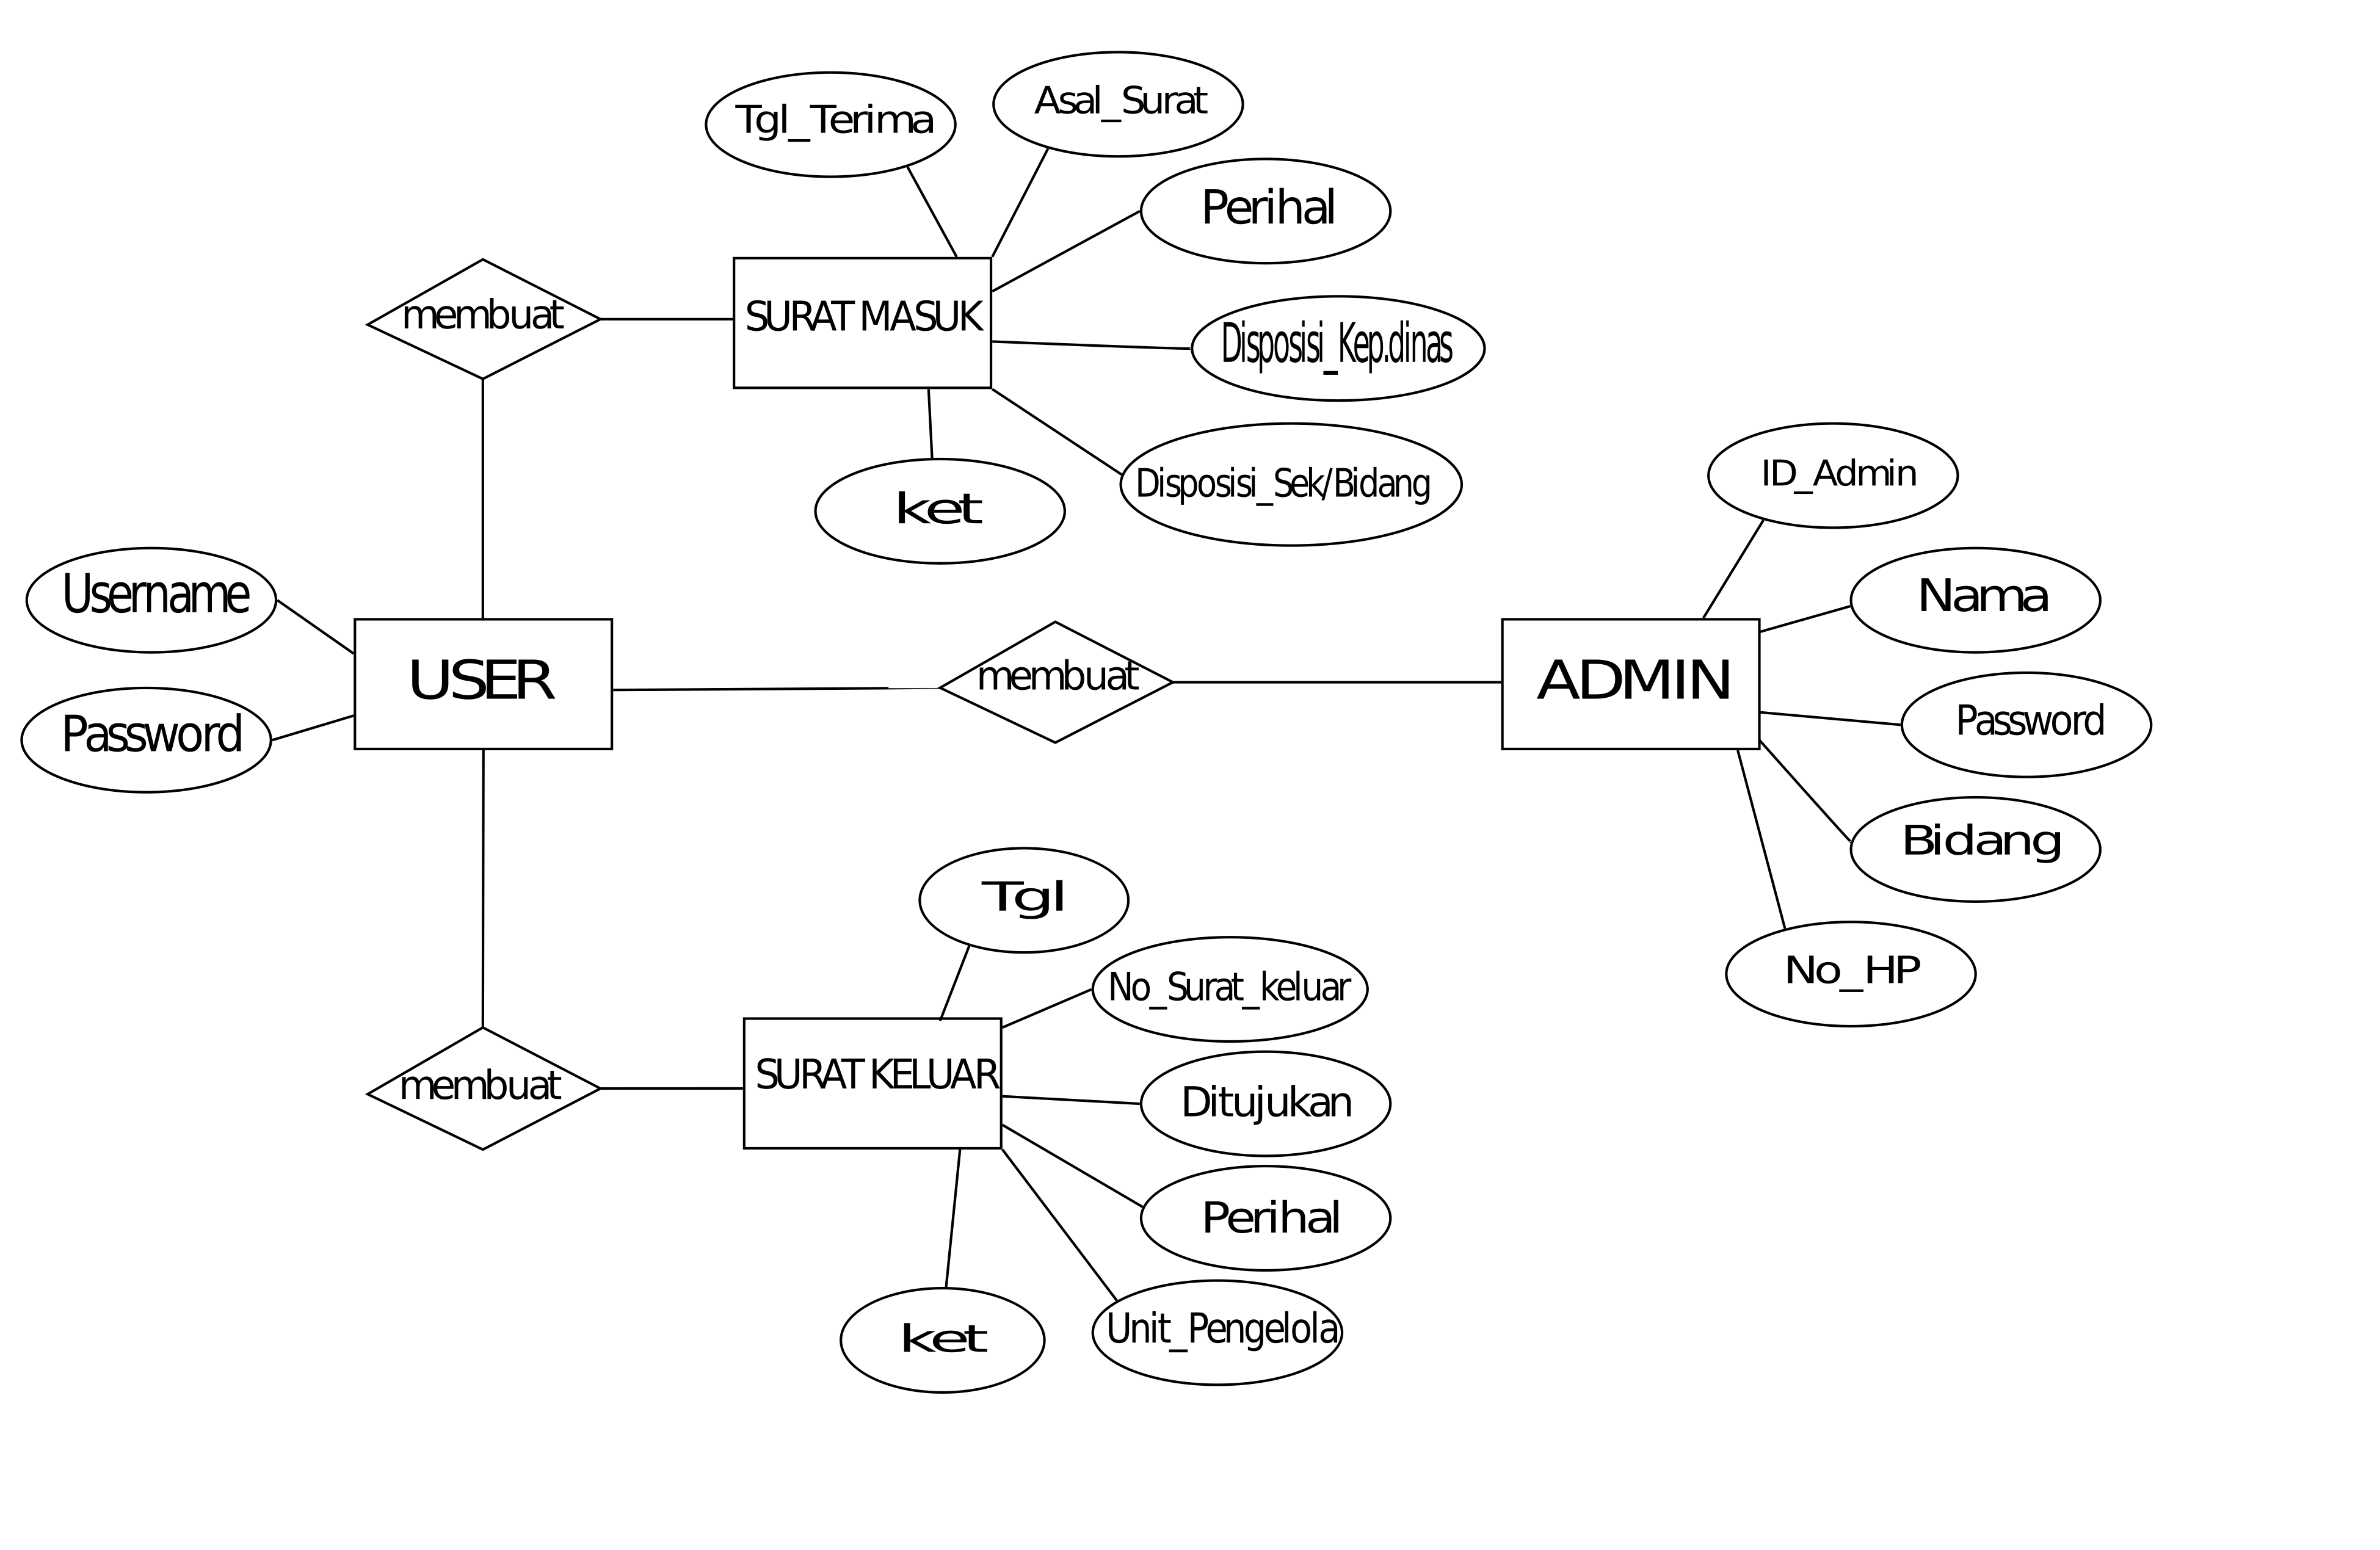 Asal_Surat
Tgl_Terima
Perihal
membuat
SURAT MASUK
Disposisi_Kep.dinas
Disposisi_Sek/Bidang
ket
ID_Admin
Username
Nama
USER
membuat
ADMIN
Password
Password
Bidang
Tgl
No_HP
No_Surat_keluar
membuat
SURAT KELUAR
Ditujukan
Perihal
Unit_Pengelola
ket